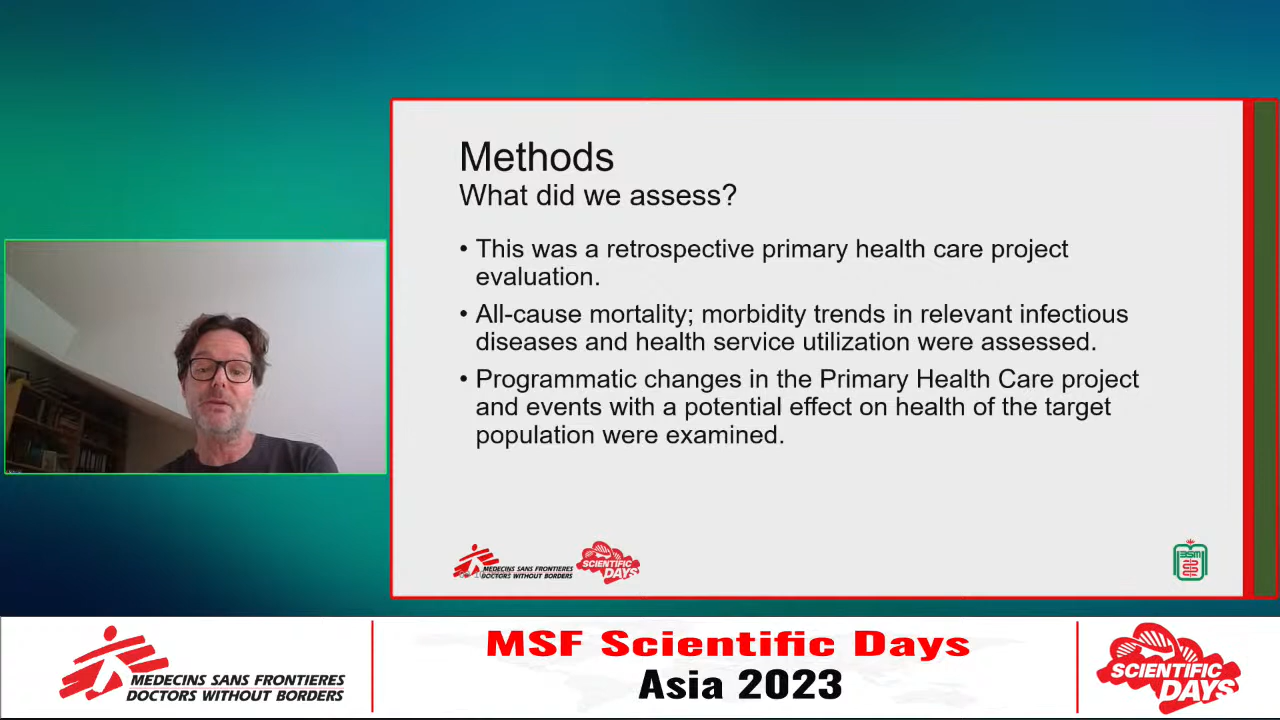 Methods
What did we assess?
• This was a retrospective primary health care project
evaluation.
• All-cause mortality; morbidity trends in relevant infectious
diseases and health service utilization were assessed.
• Programmatic changes in the Primary Health Care project
and events with a potential effect on health of the target
population were examined.
MEDECINS SANS FRONTIERES
DOCTORS WITHOUT BORDERS
SCIENTIFIC
DAYS
BSMM
MEDECINS SANS FRONTIERES
DOCTORS WITHOUT BORDERS
MSF Scientific Days
Asia 2023
SCIENTIFIC
DAYS